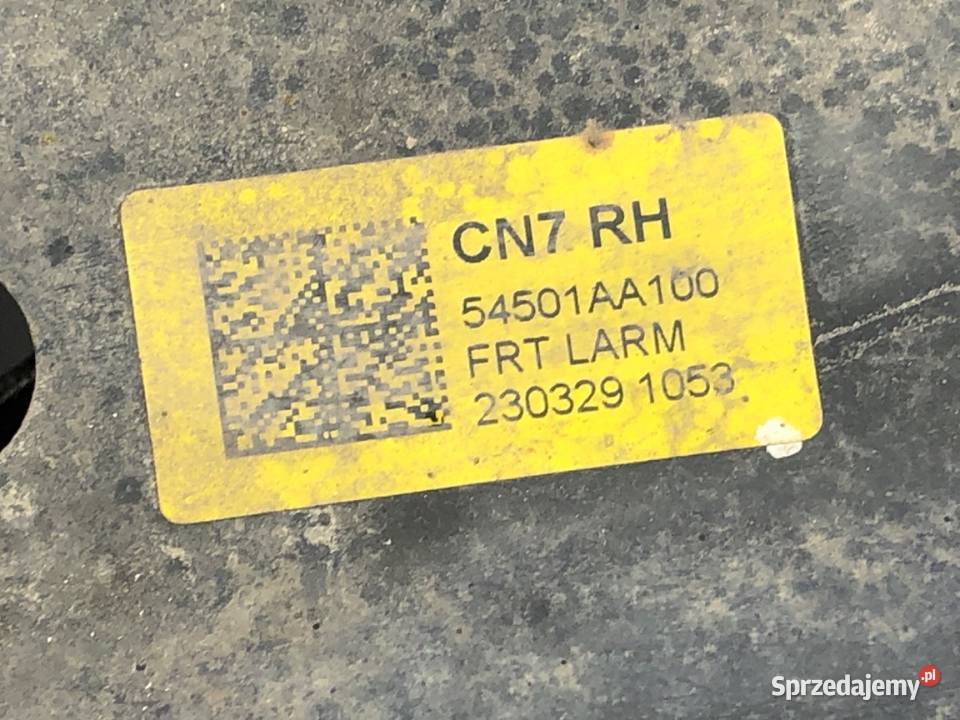 CN7 RH
54501AA100
FRT LARM
230329 1053
Sprzedajemy.pl